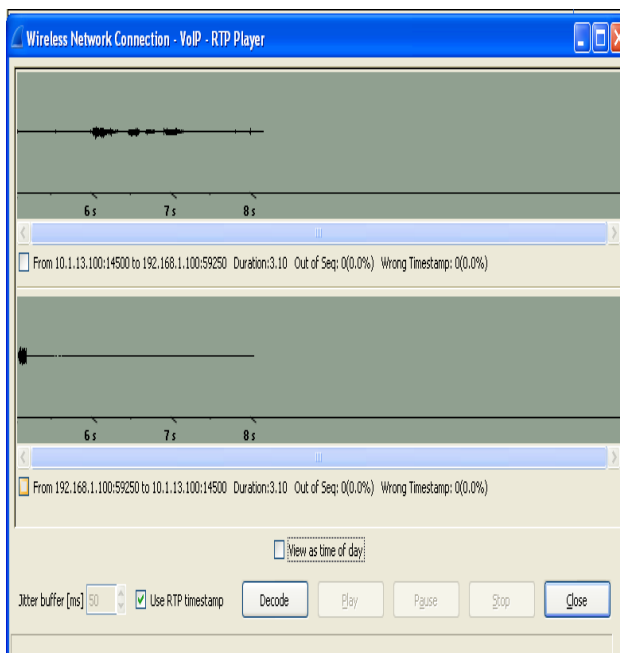 Wireless Network Connection - VoIP - RTP Player
6 s 7 s 8 s
From 10.1.13.100:14500 to 192.168.1.100:59250 Duration:3.10 Out of Seq: 0(0.0%) Wrong Timestamp: 0(0.0%)
6 s 7 s 8 s
From 192.168.1.100:59250 to 10.1.13.100:14500 Duration:3.10 Out of Seq: 0(0.0%) Wrong Timestamp: 0(0.0%)
View as time of day
Jitter buffer [ms] 50 Use RTP timestamp Decode Play Pause Stop Close